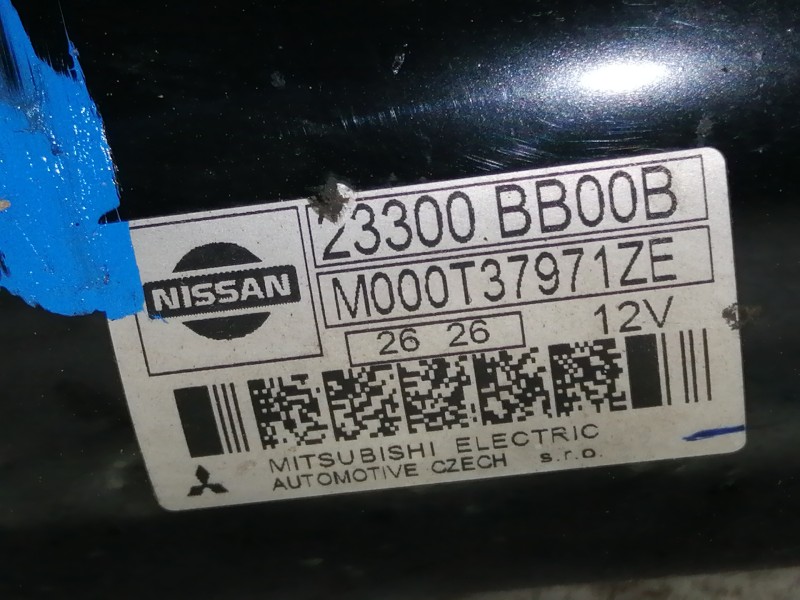 23300 BB00B
NISSAN
M000T37971ZE
26 26
12V
MITSUBISHI ELECTRIC
AUTOMOTIVE CZECH s.r.o.